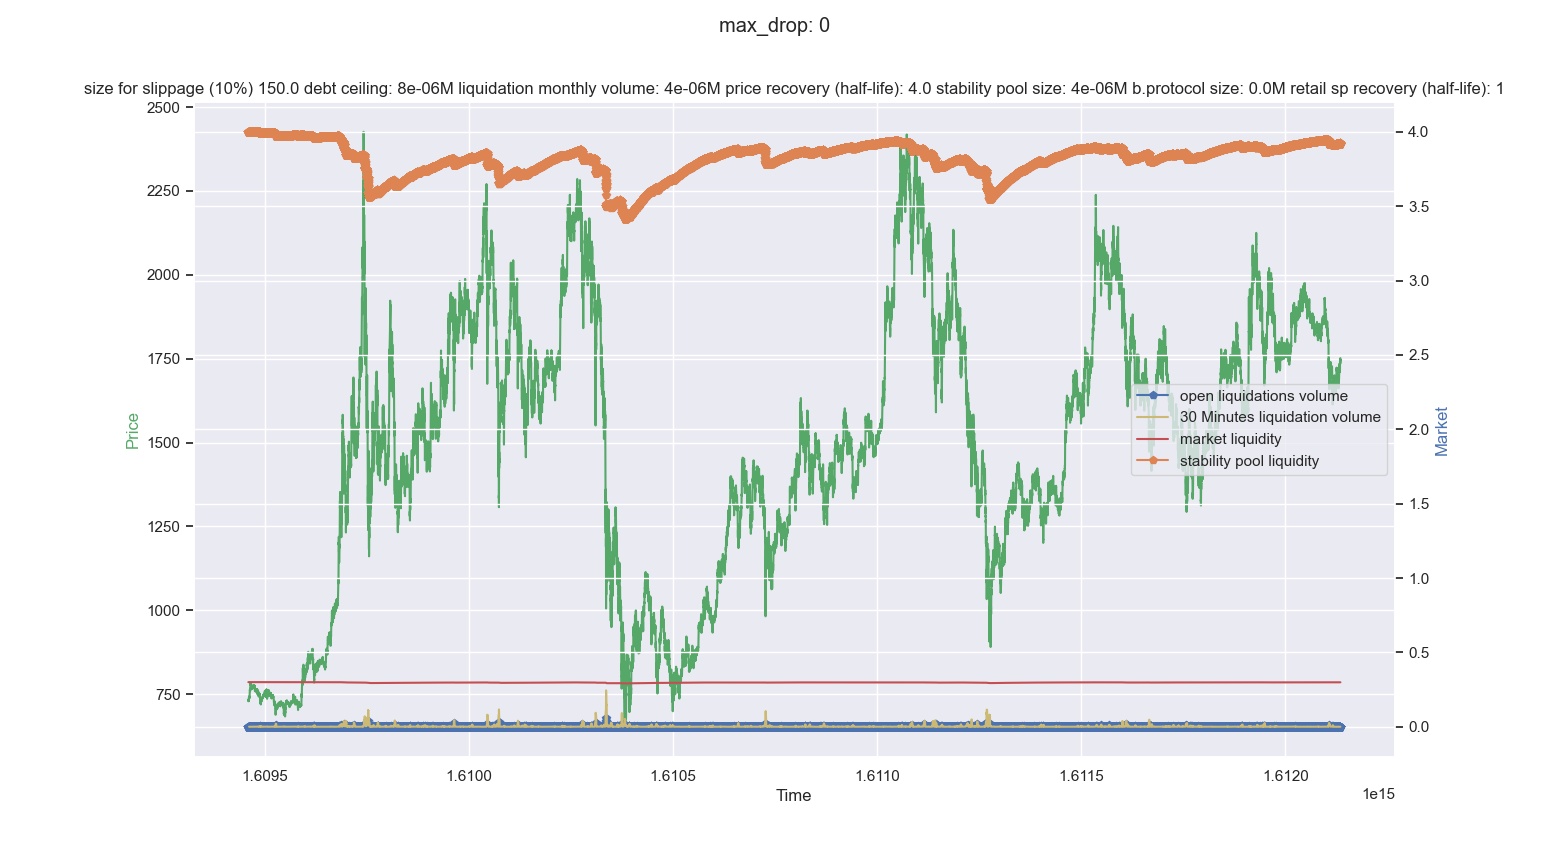 max_drop: 0
size for slippage (10%) 150.0 debt ceiling: 8e-06M liquidation monthly volume: 4e-06M price recovery (half-life): 4.0 stability pool size: 4e-06M b.protocol size: 0.0M retail sp recovery (half-life): 1
2500
2250
2000
1750
1500
1250
1000
750
Price
4.0
3.5
3.0
2.5
2.0
1.5
1.0
0.5
0.0
Market
open liquidations volume
30 Minutes liquidation volume
market liquidity
stability pool liquidity
1.6095 1.6100 1.6105 1.6110 1.6115 1.6120
Time
1e15